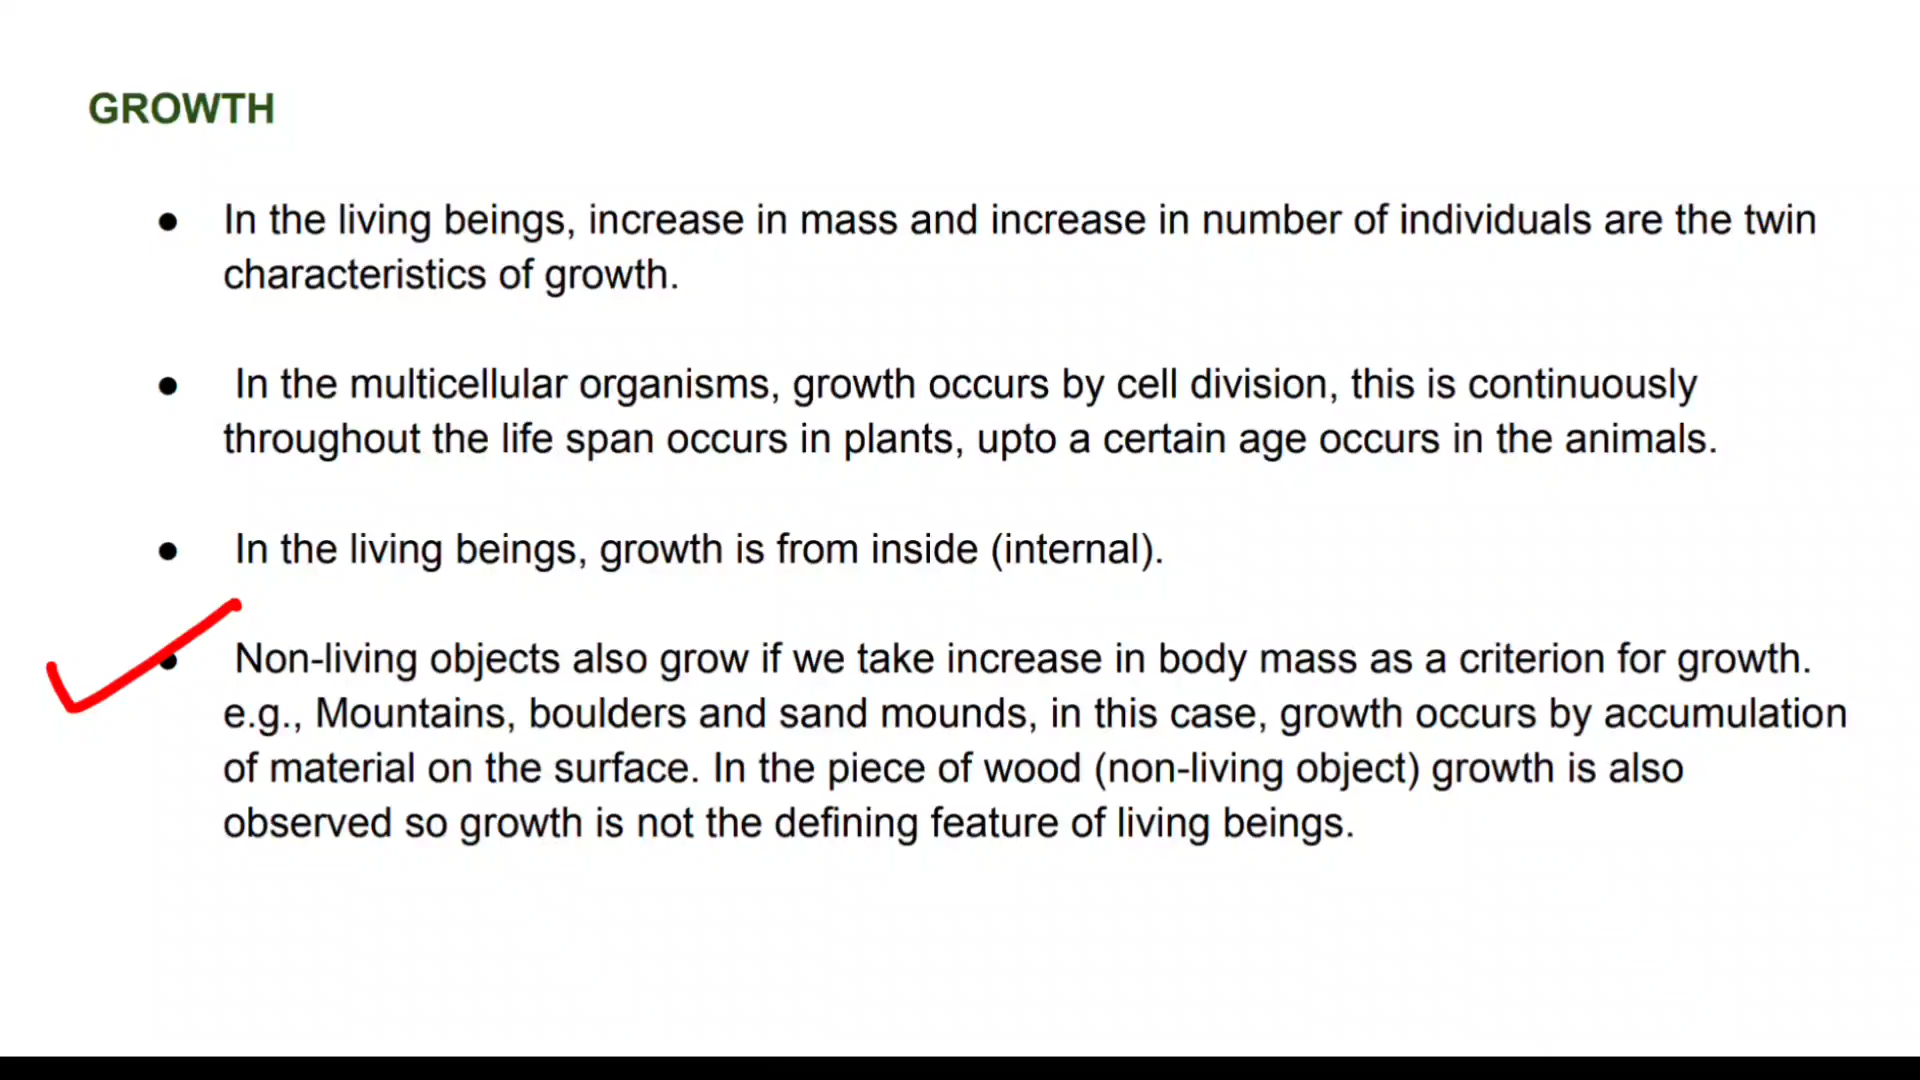 GROWTH
● In the living beings, increase in mass and increase in number of individuals are the twin
characteristics of growth.
● In the multicellular organisms, growth occurs by cell division, this is continuously
throughout the life span occurs in plants, upto a certain age occurs in the animals.
● In the living beings, growth is from inside (internal).
● Non-living objects also grow if we take increase in body mass as a criterion for growth.
e.g., Mountains, boulders and sand mounds, in this case, growth occurs by accumulation
of material on the surface. In the piece of wood (non-living object) growth is also
observed so growth is not the defining feature of living beings.